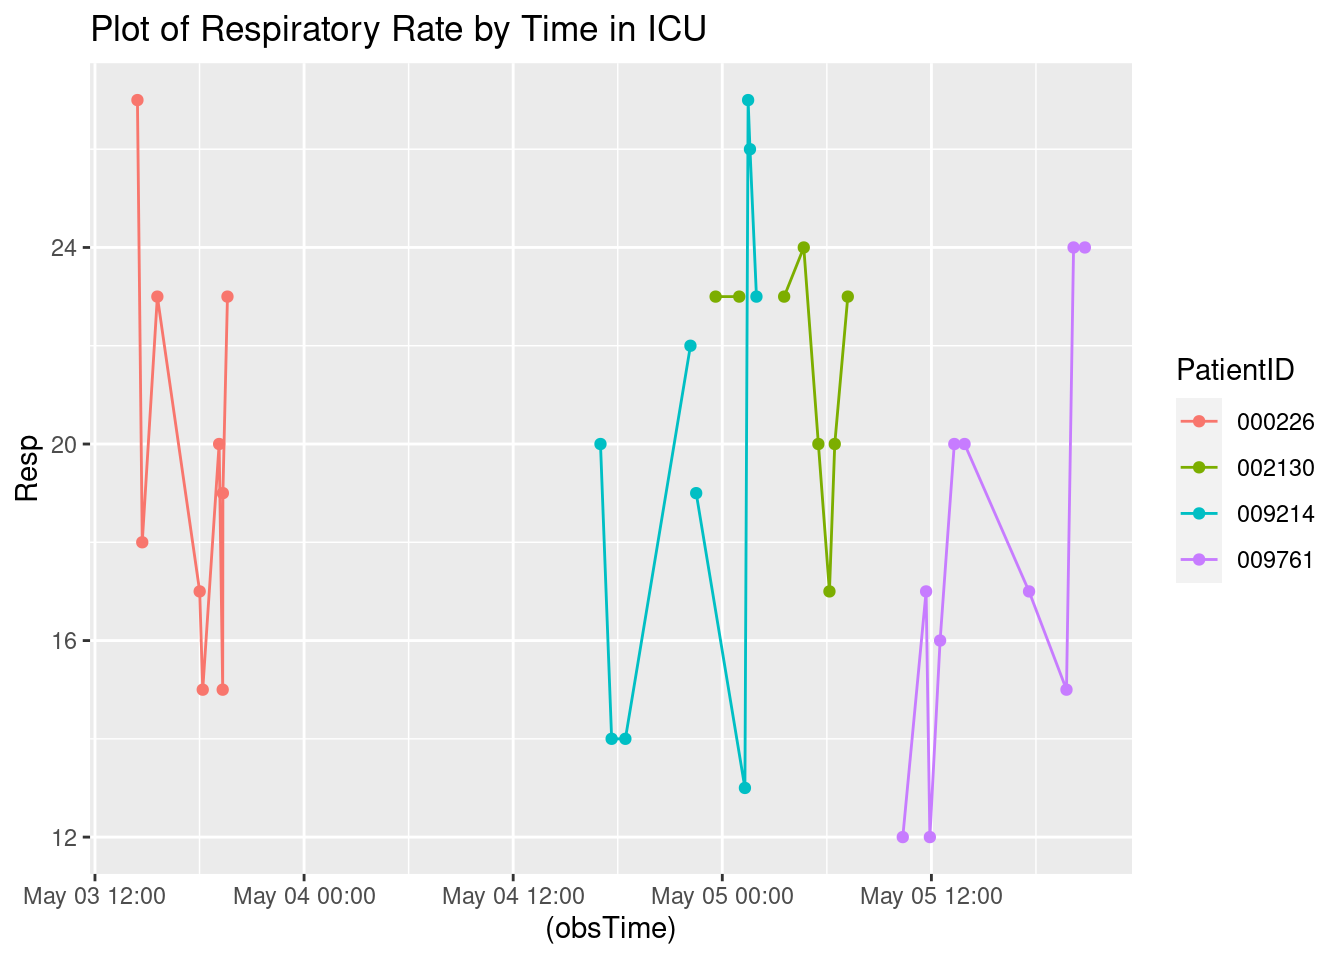 Plot of Respiratory Rate by Time in ICU
Resp
24
20
16
12
May 03 12:00
May 04 00:00
May 04 12:00
May 05 00:00
May 05 12:00
(obsTime)
PatientID
000226
002130
009214
009761